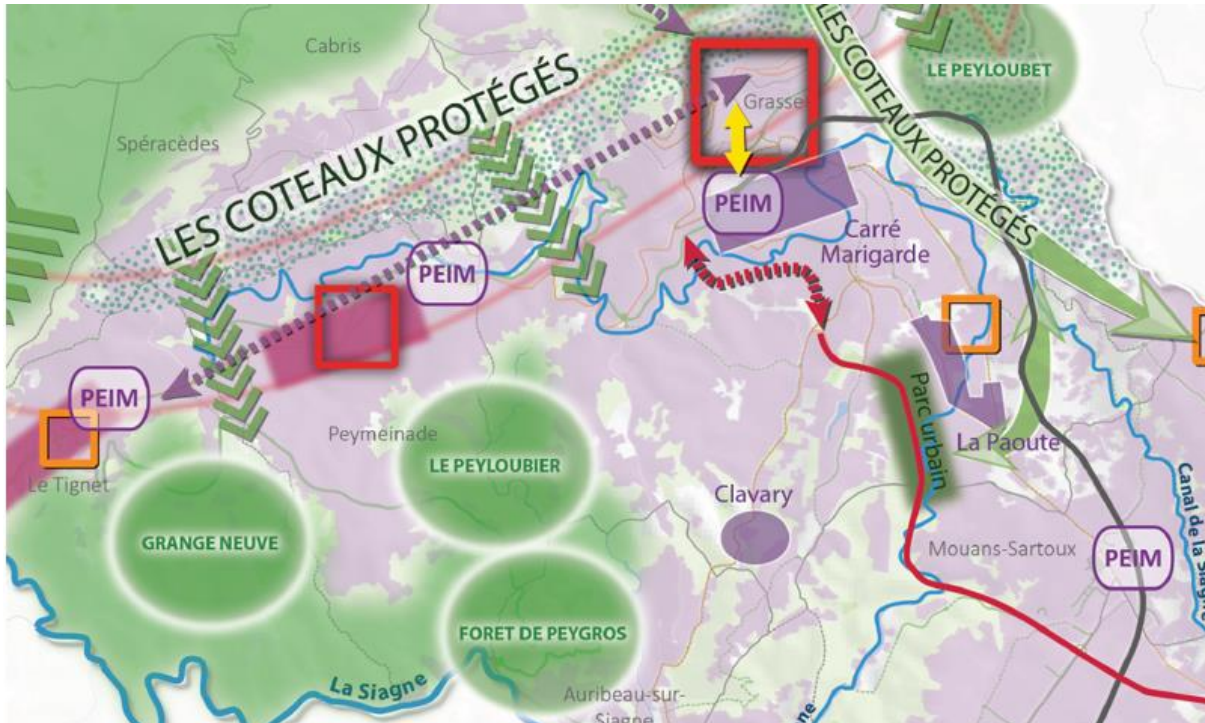 Cabris
LES COTEAUX PROTÉGÉS
LE PEYLOUBET
Grasse
Spéracèdes
LES COTEAUX PROTÉGÉS
PEIM
Carré
Marigarde
PEIM
PEIM
Parc urbain
Peymeinade
La Paoute
LE PEYLOUBIER
Le Tignet
Clavary
Canal de la Siagne
GRANGE NEUVE
Mouans-Sartoux
PEIM
FORET DE PEYGROS
La Siagne
Auribeau-sur-
Siagne
ne